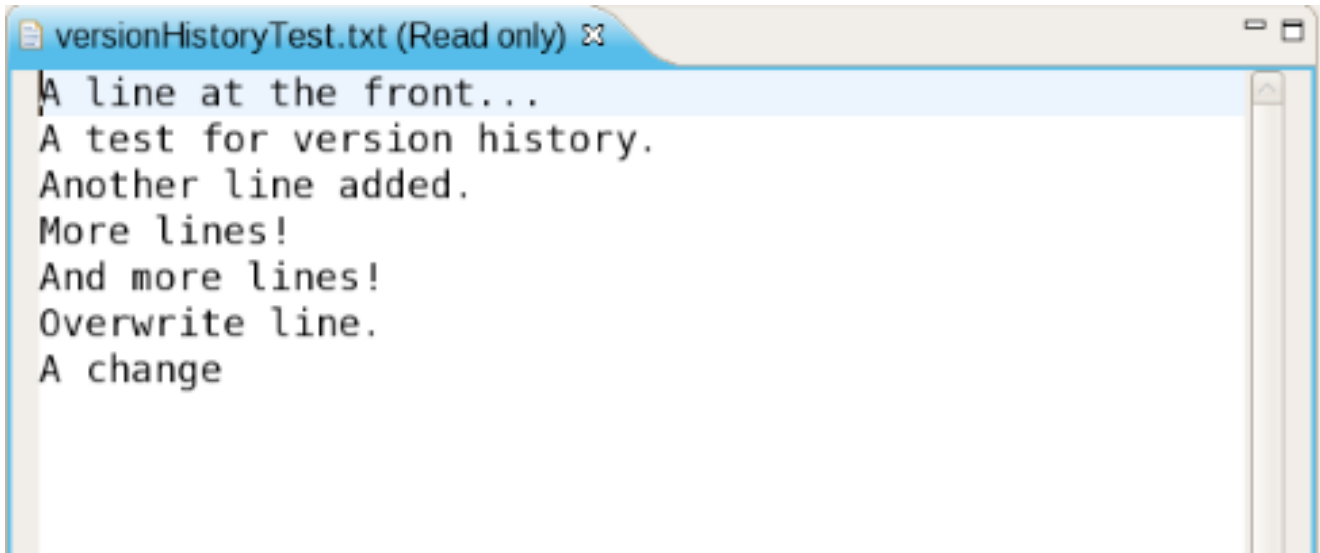 versionHistoryTest.txt (Read only)
A line at the front...
A test for version history.
Another line added.
More lines!
And more lines!
Overwrite line.
A change